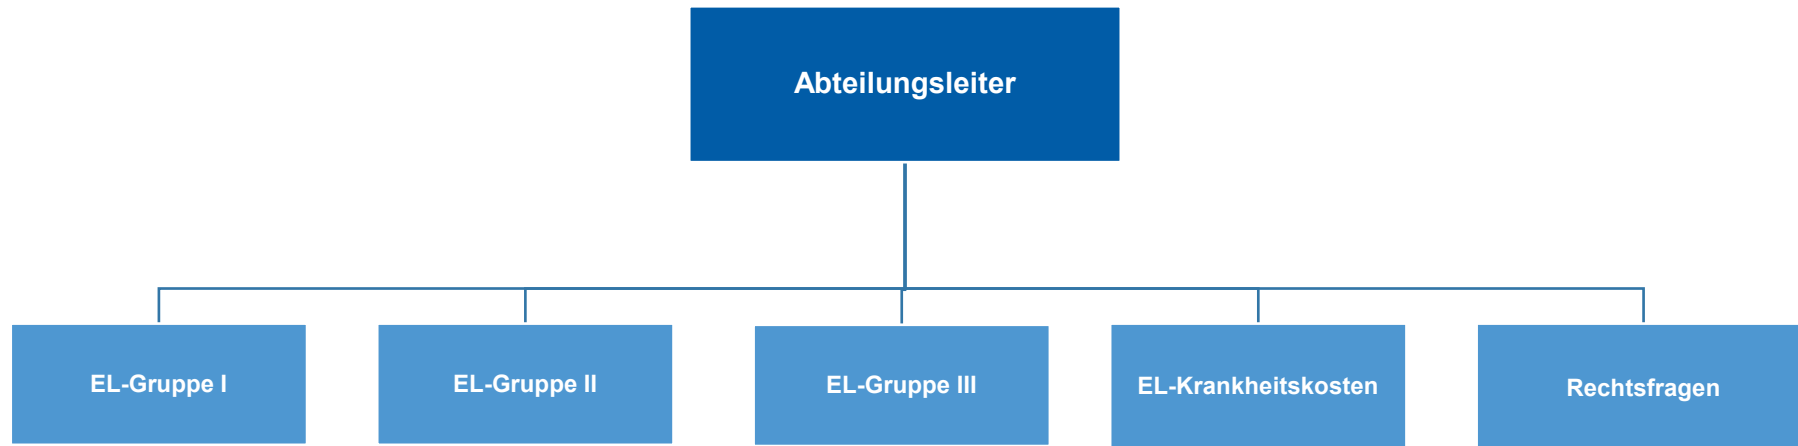 Abteilungsleiter
EL-Gruppe I
EL-Gruppe II
EL-Gruppe III
EL-Krankheitskosten
Rechtsfragen